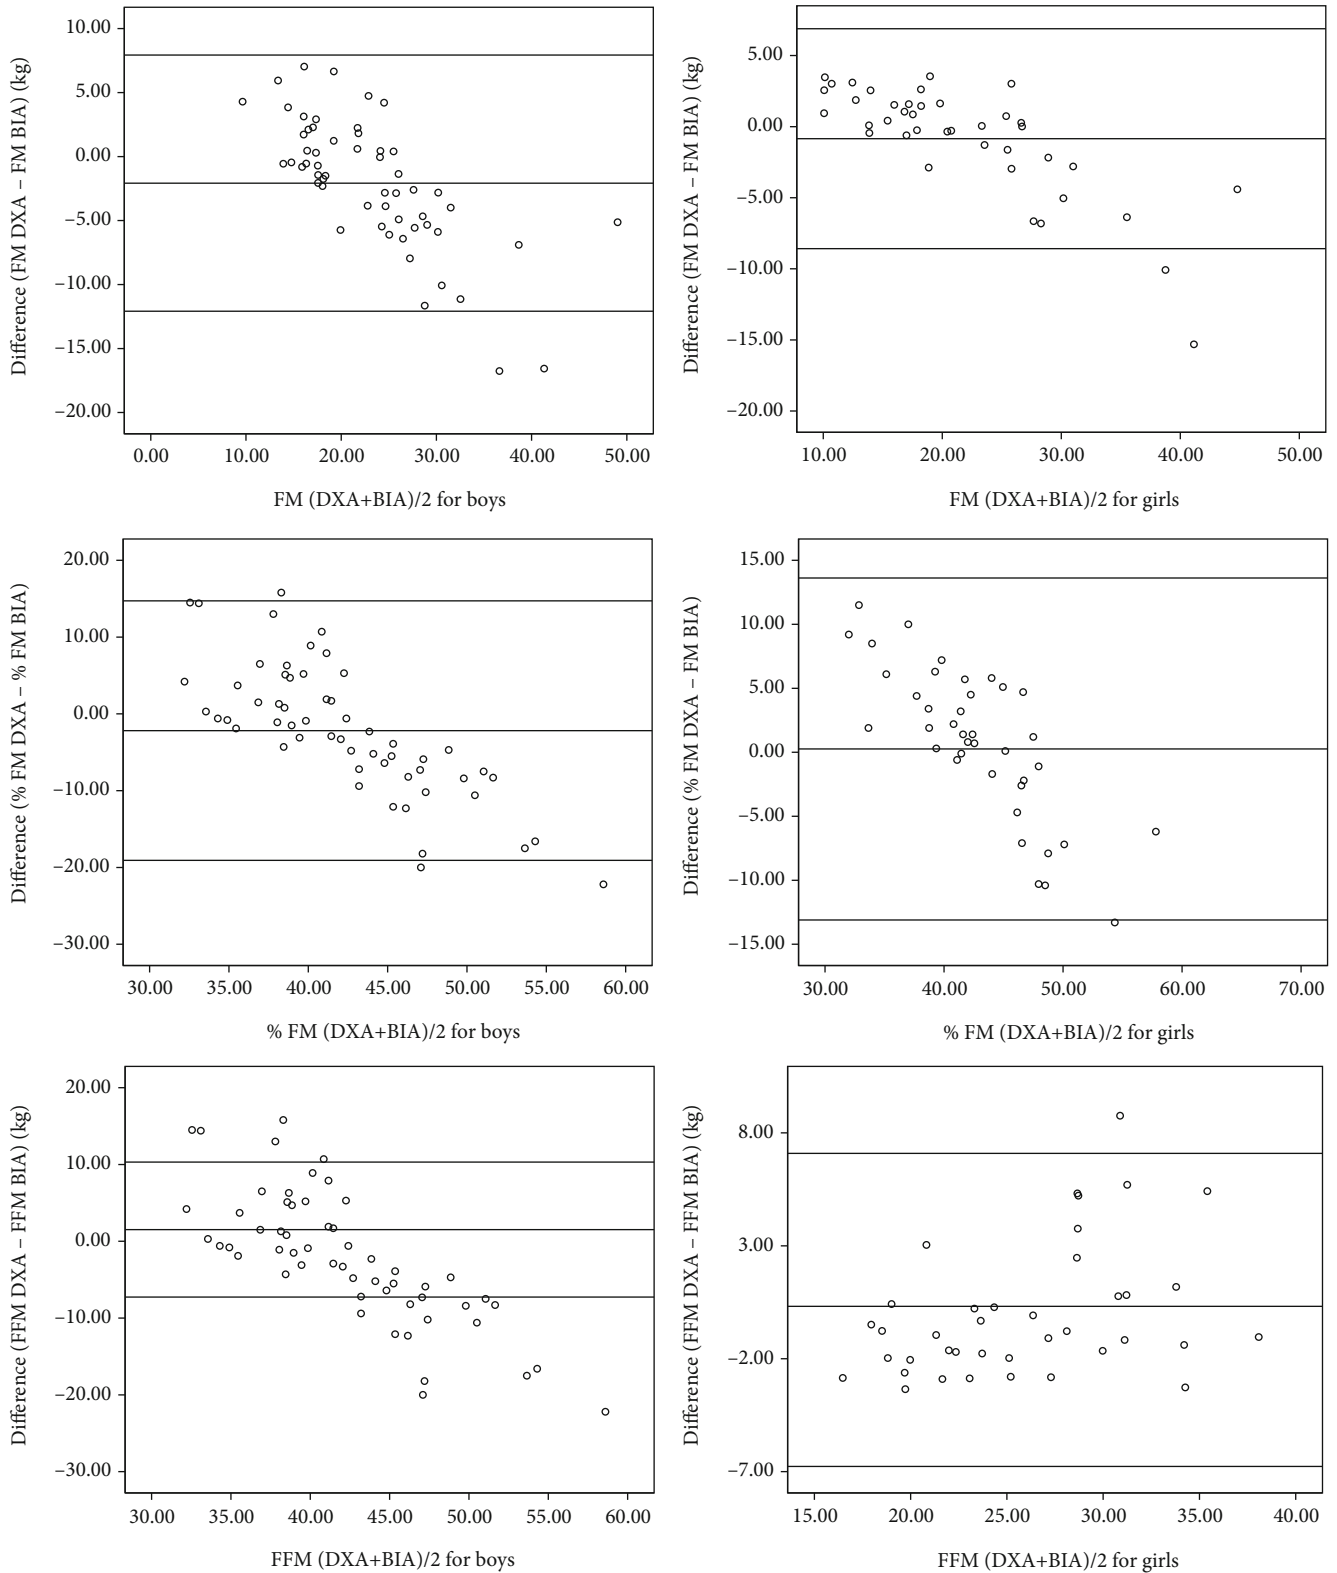 Difference (FM DXA – FM BIA) (kg)
10.00
5.00
0.00
–5.00
–10.00
–15.00
–20.00
0.00 10.00 20.00 30.00 40.00 50.00
FM (DXA+BIA)/2 for boys
Difference (FM DXA – FM BIA) (kg)
5.00
0.00
–5.00
–10.00
–15.00
–20.00
10.00 20.00 30.00 40.00 50.00
FM (DXA+BIA)/2 for girls
Difference (% FM DXA – % FM BIA)
20.00
10.00
0.00
–10.00
–20.00
–30.00
30.00 35.00 40.00 45.00 50.00 55.00 60.00
% FM (DXA+BIA)/2 for boys
Difference (% FM DXA – FM BIA)
15.00
10.00
5.00
0.00
–5.00
–10.00
–15.00
30.00 40.00 50.00 60.00 70.00
% FM (DXA+BIA)/2 for girls
Difference (FFM DXA – FFM BIA) (kg)
20.00
10.00
0.00
–10.00
–20.00
–30.00
30.00 35.00 40.00 45.00 50.00 55.00 60.00
FFM (DXA+BIA)/2 for boys
Difference (FFM DXA – FFM BIA) (kg)
8.00
3.00
–2.00
–7.00
15.00 20.00 25.00 30.00 35.00 40.00
FFM (DXA+BIA)/2 for girls